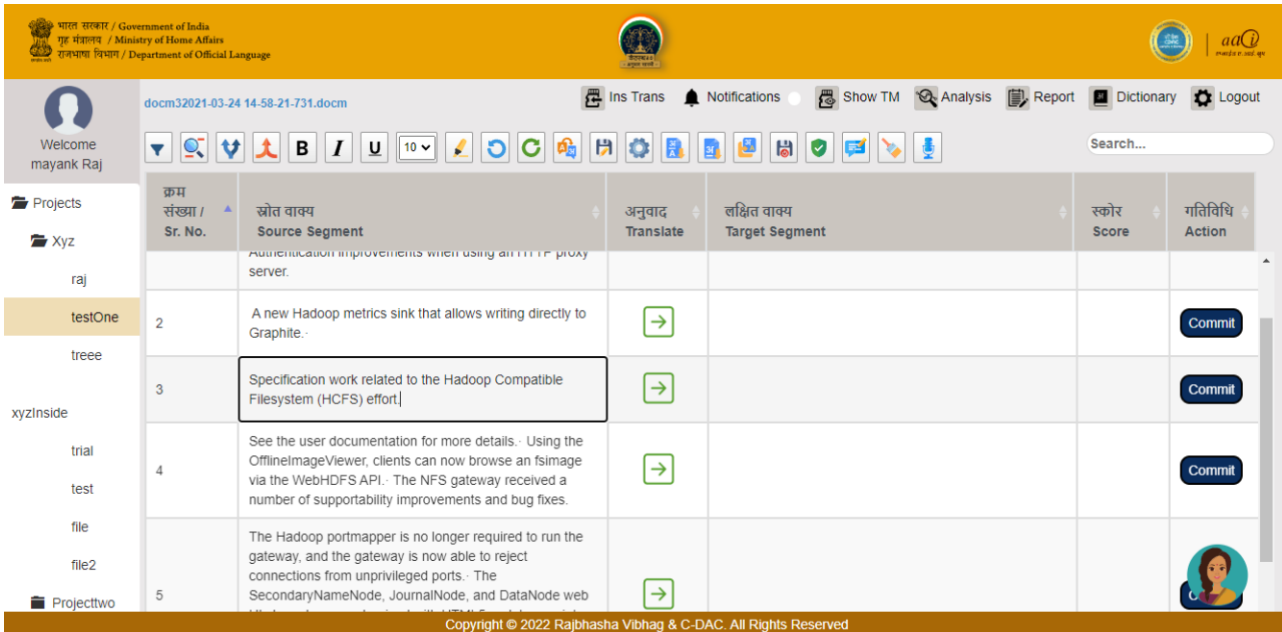 भारत सरकार / Government of India
गृह मंत्रालय / Ministry of Home Affairs
राजभाषा विभाग / Department of Official Language
docm32021-03-24 14-58-21-731.docm
Ins Trans
Notifications
Show TM
Analysis
Report
Dictionary
Logout
Welcome
mayank Raj
B I U 10
Search...
Projects
Xyz
raj
testOne
treee
xyzInside
trial
test
file
file2
Projecttwo
क्रम संख्या / Sr. No.
स्रोत वाक्य Source Segment
अनुवाद Translate
लक्षित वाक्य Target Segment
स्कोर Score
गतिविधि Action
Authentication improvements when using an HTTP proxy
server.
2
A new Hadoop metrics sink that allows writing directly to
Graphite.·
Commit
3
Specification work related to the Hadoop Compatible
Filesystem (HCFS) effort.
Commit
4
See the user documentation for more details.· Using the
OfflineImageViewer, clients can now browse an fsimage
via the WebHDFS API.· The NFS gateway received a
number of supportability improvements and bug fixes.
Commit
5
The Hadoop portmapper is no longer required to run the
gateway, and the gateway is now able to reject
connections from unprivileged ports.· The
SecondaryNameNode, JournalNode, and DataNode web
Copyright © 2022 Rajbhasha Vibhag & C-DAC. All Rights Reserved